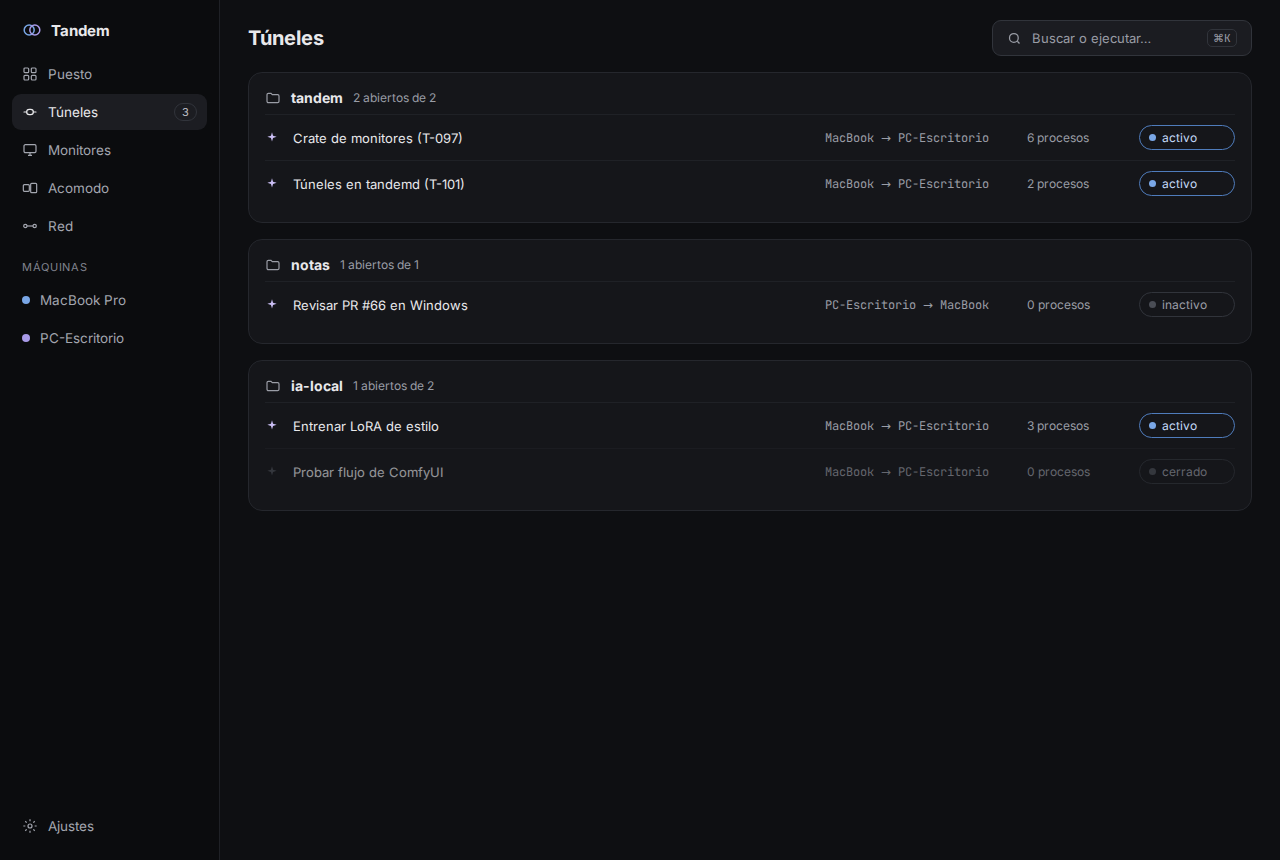 Tandem
Puesto
Túneles 3
Monitores
Acomodo
Red
MÁQUINAS
MacBook Pro
PC-Escritorio
Ajustes
Túneles
Buscar o ejecutar... ⌘K
tandem 2 abiertos de 2
Crate de monitores (T-097) MacBook → PC-Escritorio 6 procesos activo
Túneles en tandemd (T-101) MacBook → PC-Escritorio 2 procesos activo
notas 1 abiertos de 1
Revisar PR #66 en Windows PC-Escritorio → MacBook 0 procesos inactivo
ia-local 1 abiertos de 2
Entrenar LoRA de estilo MacBook → PC-Escritorio 3 procesos activo
Probar flujo de ComfyUI MacBook → PC-Escritorio 0 procesos cerrado